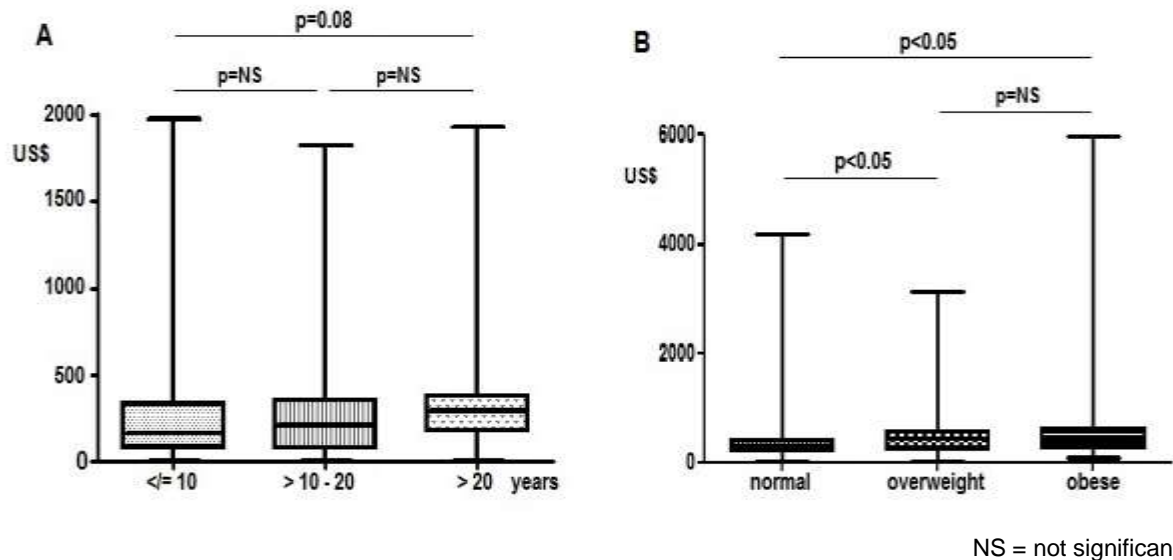 A
p=0.08
p=NS p=NS
US$
2000
1500
1000
500
0
</= 10 > 10 - 20 > 20 years
B
p<0.05
p=NS
p<0.05
US$
6000
4000
2000
0
normal overweight obese
NS = not significan